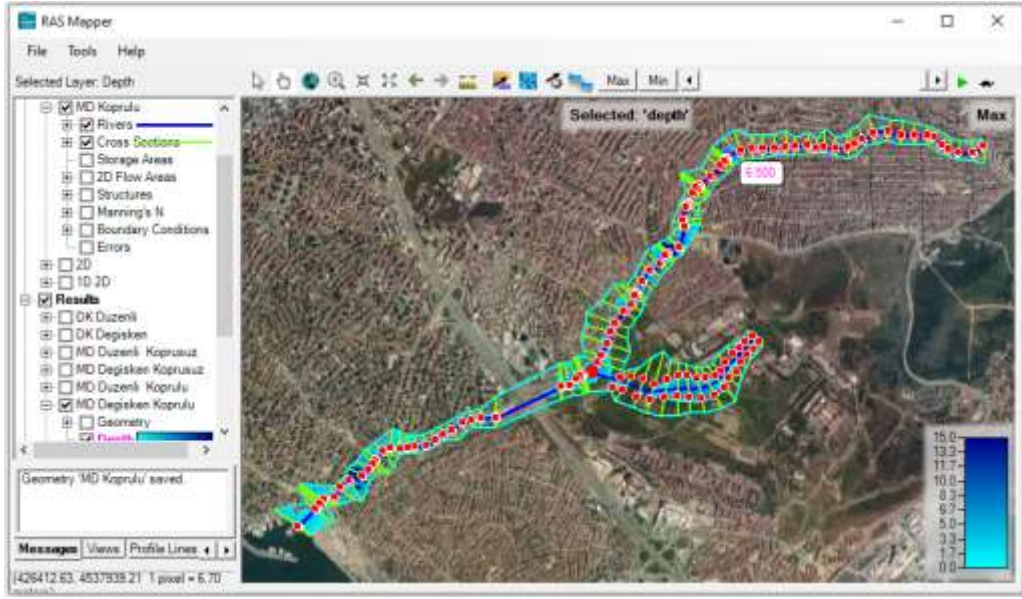 RAS Mapper
File Tools Help
Selected Layer: Depth
Max Min
MD Koprulu
Rivers
Cross Sections
Storage Areas
2D Flow Areas
Structures
Manning's N
Boundary Conditions
Errors
2D
1D 2D
Results
DK Duzenli
DK Degisken
MD Duzenli Koprusuz
MD Degisken Koprusuz
MD Duzenli Koprulu
MD Degisken Koprulu
Geometry
Depth
Geometry 'MD Koprulu' saved.
Messages Views Profile Lines
(426412.63, 4537939.21 1 pixel = 6.70
Selected: 'depth'
Max
15.0
13.3
11.7
10.0
8.3
6.7
5.0
3.3
1.7
0.0